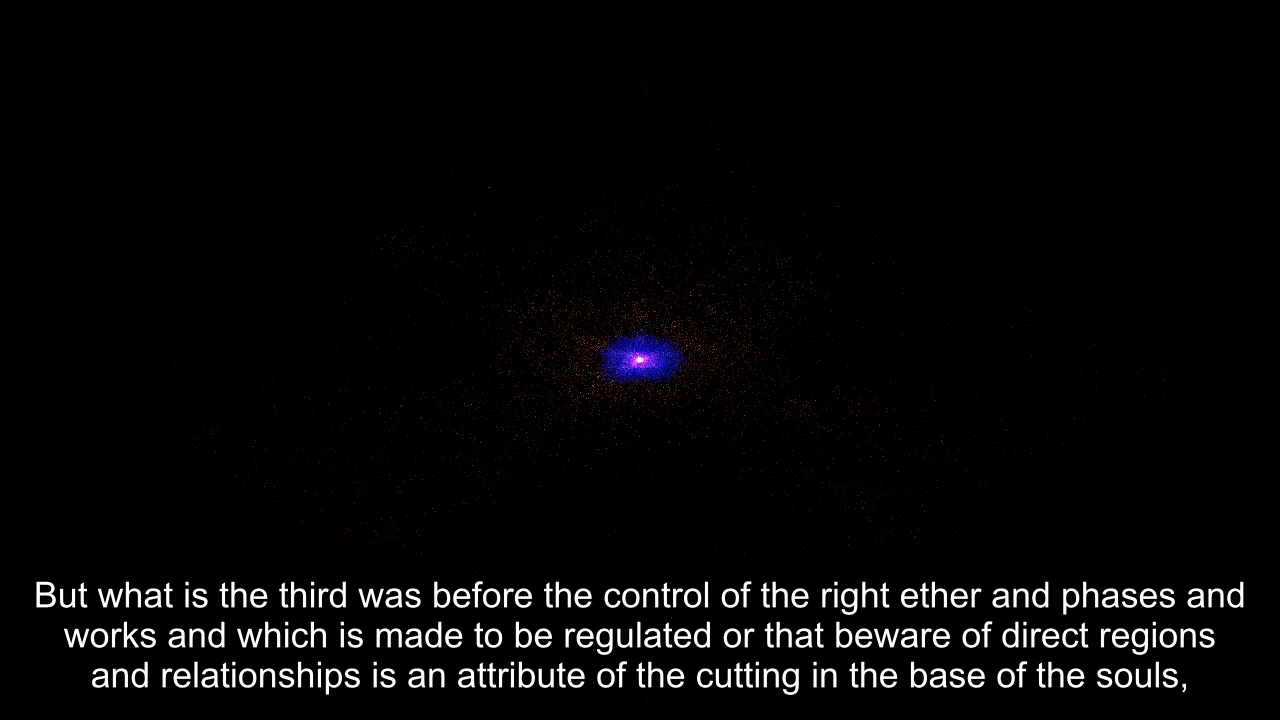 But what is the third was before the control of the right ether and phases and
works and which is made to be regulated or that beware of direct regions
and relationships is an attribute of the cutting in the base of the souls,